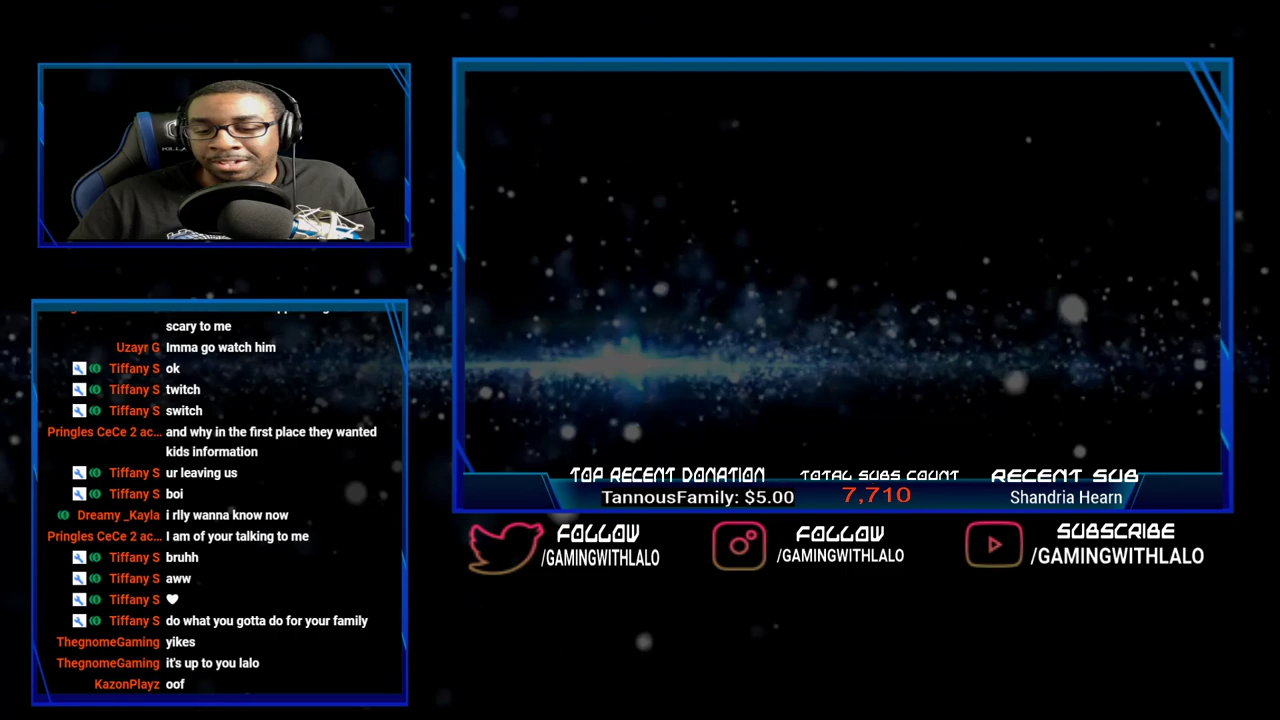 KILLA
scary to me
Uzayr G Imma go watch him
Tiffany S ok
Tiffany S twitch
Tiffany S switch
Pringles CeCe 2 ac... and why in the first place they wanted
kids information
Tiffany S ur leaving us
Tiffany S boi
Dreamy _Kayla i rlly wanna know now
Pringles CeCe 2 ac... I am of your talking to me
Tiffany S bruhh
Tiffany S aww
Tiffany S
Tiffany S do what you gotta do for your family
ThegnomeGaming yikes
ThegnomeGaming it's up to you lalo
KazonPlayz oof
TOP RECENT DONATION
TannousFamily: $5.00
TOTAL SUBS COUNT
7,710
RECENT SUB
Shandria Hearn
FOLLOW
/GAMINGWITHLALO
FOLLOW
/GAMINGWITHLALO
SUBSCRIBE
/GAMINGWITHLALO